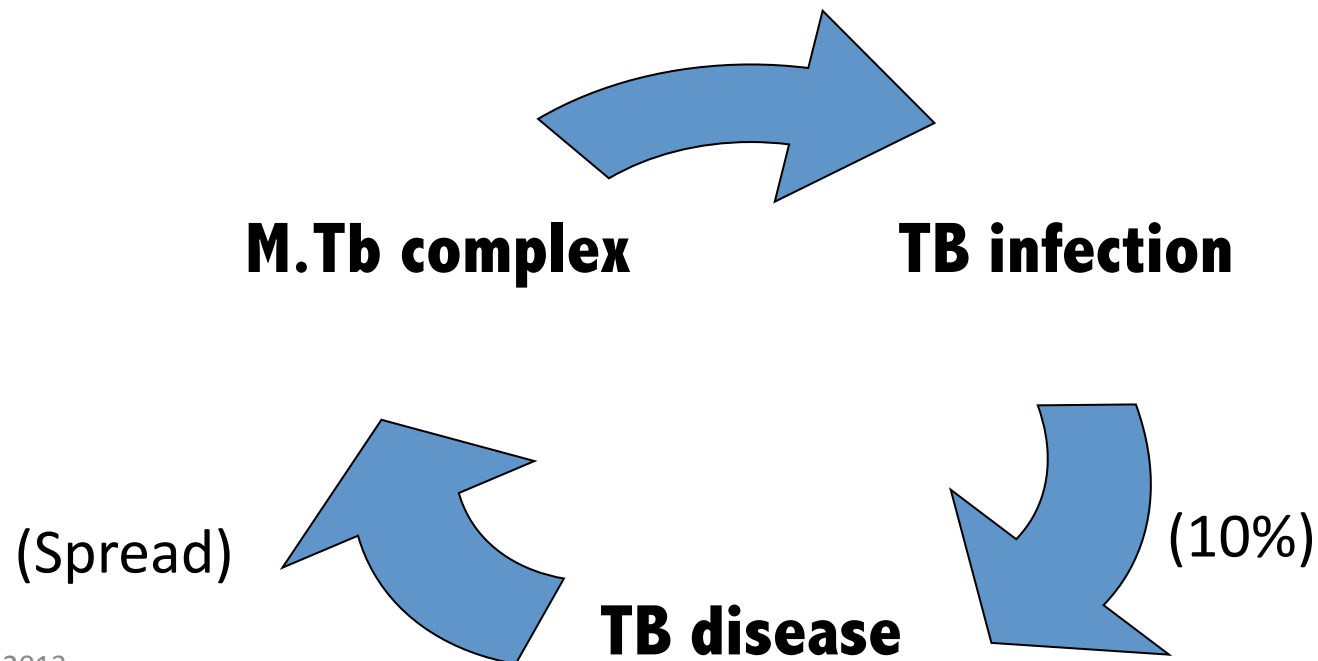 M.Tb complex
TB infection
(10%)
(Spread)
TB disease